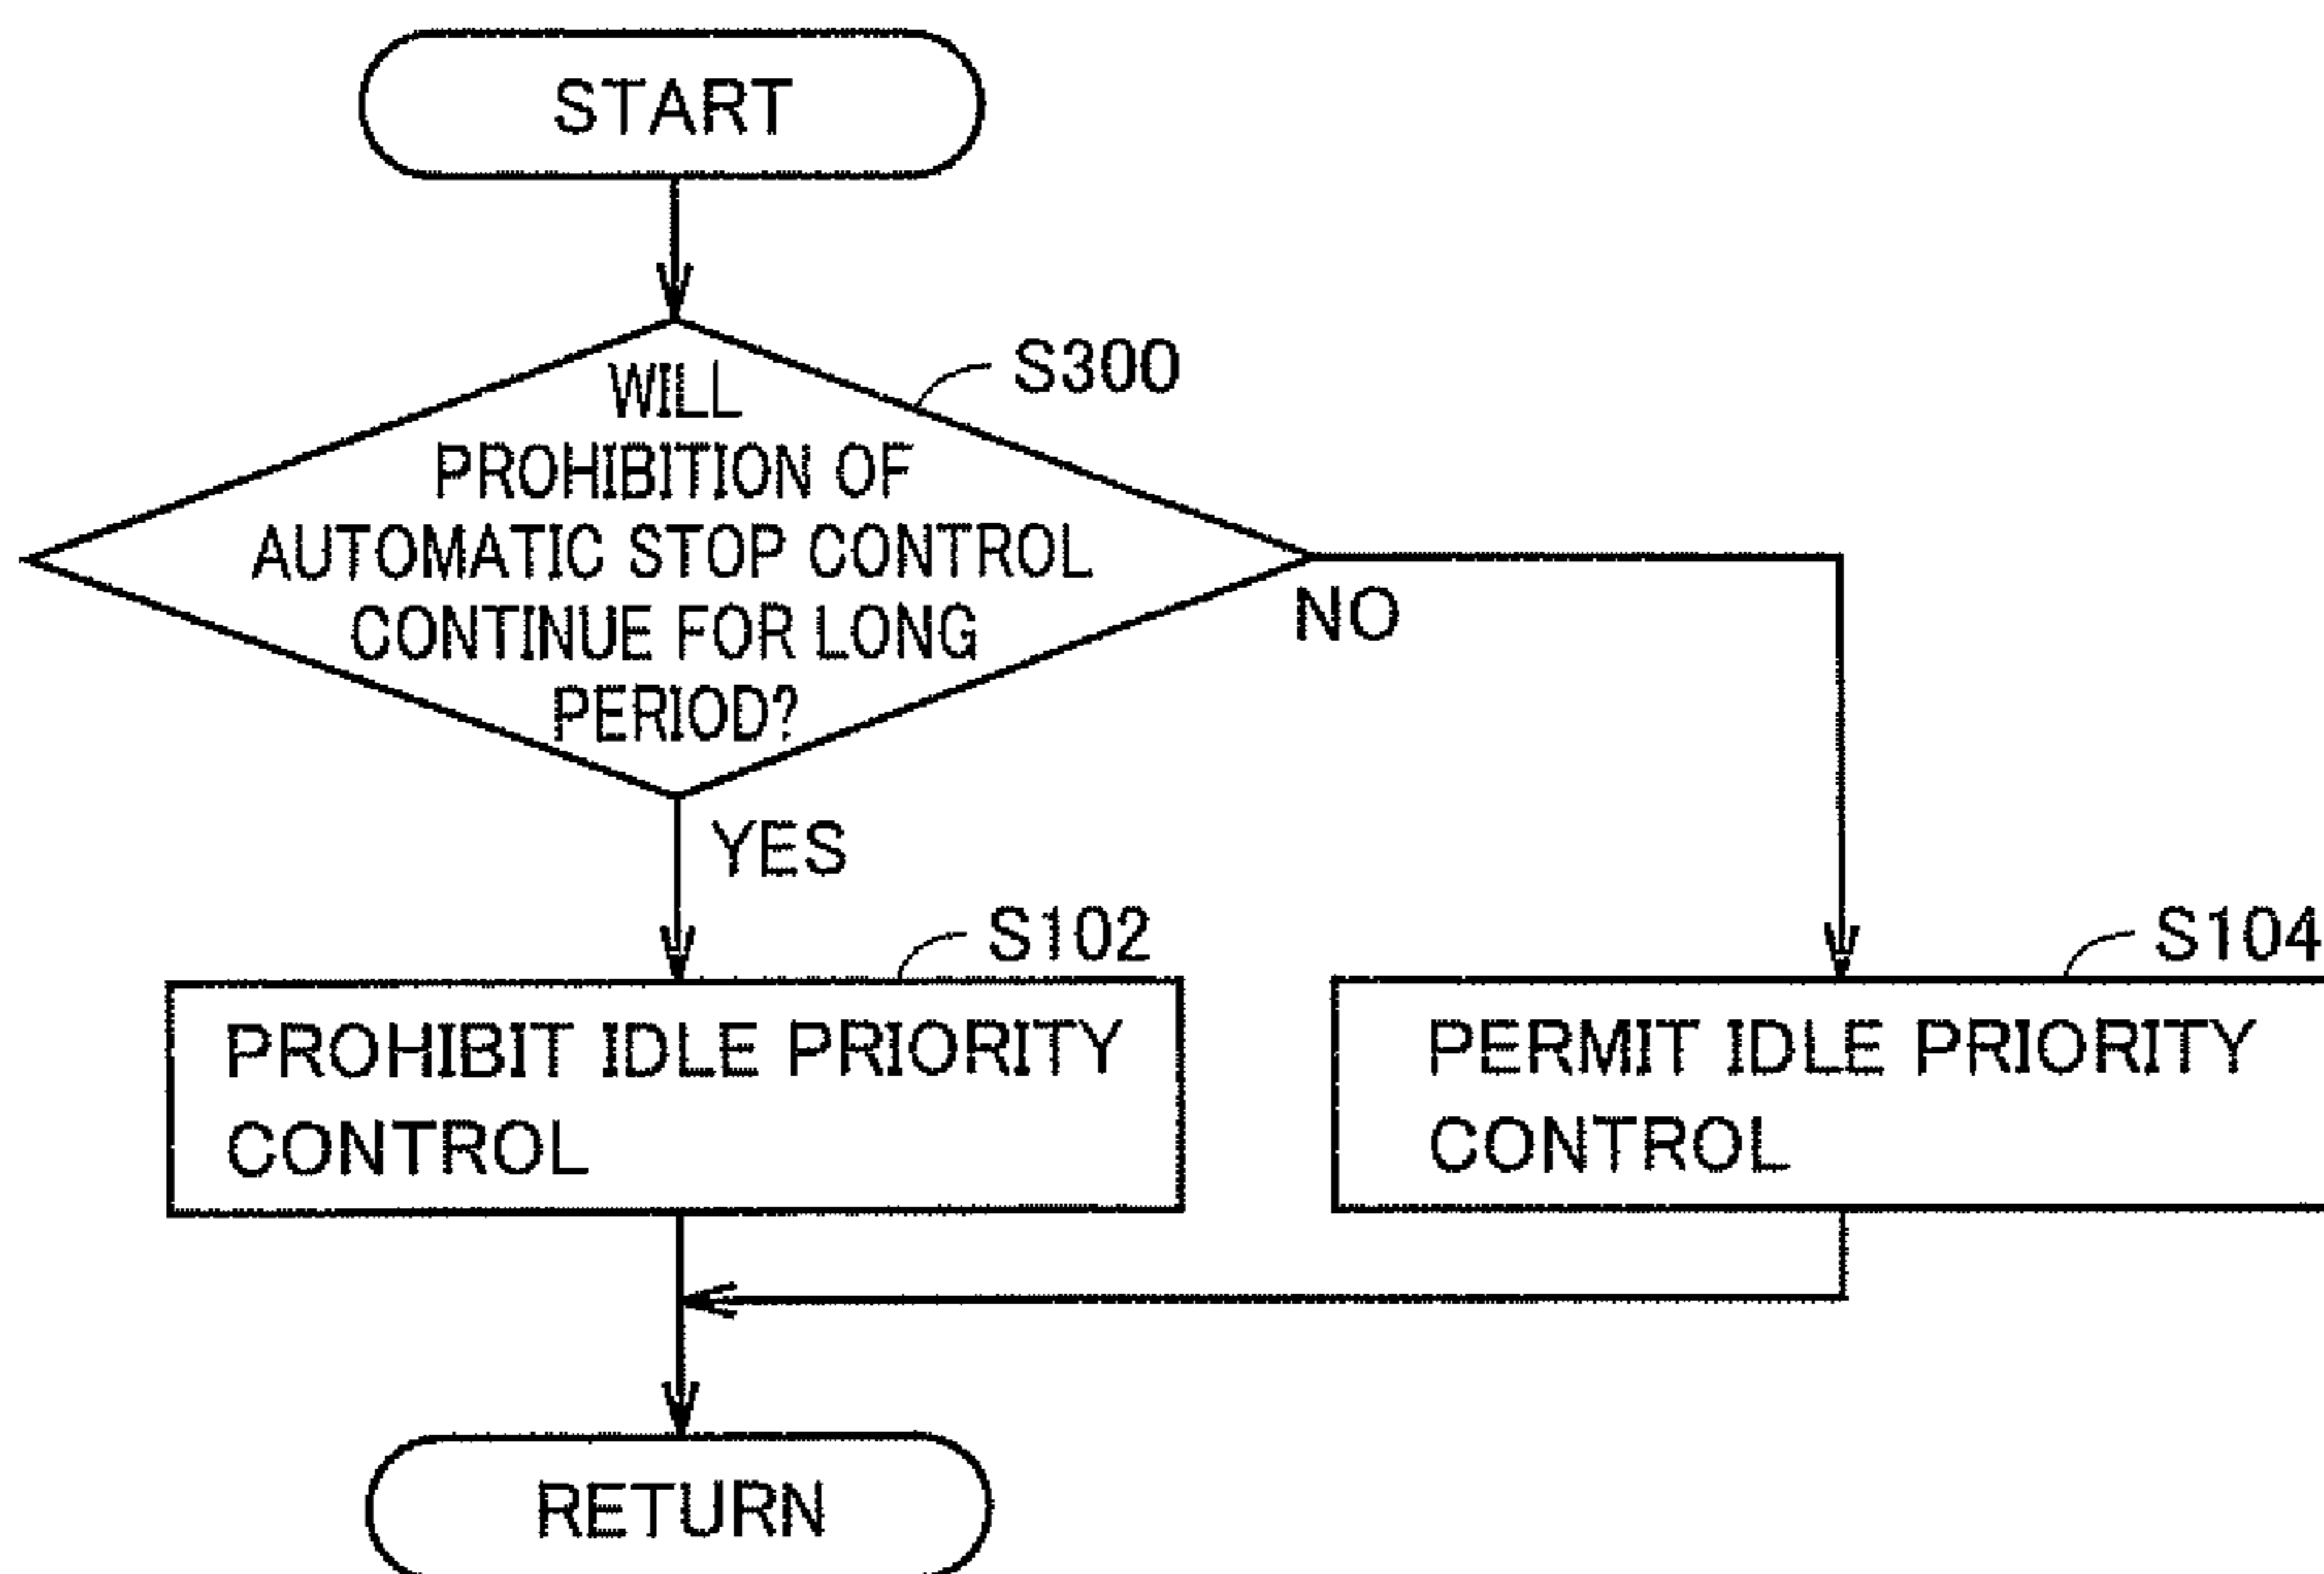 START
S300
WILL
PROHIBITION OF
AUTOMATIC STOP CONTROL
CONTINUE FOR LONG
PERIOD?
NO
YES
S102
S104
PROHIBIT IDLE PRIORITY
CONTROL
PERMIT IDLE PRIORITY
CONTROL
RETURN